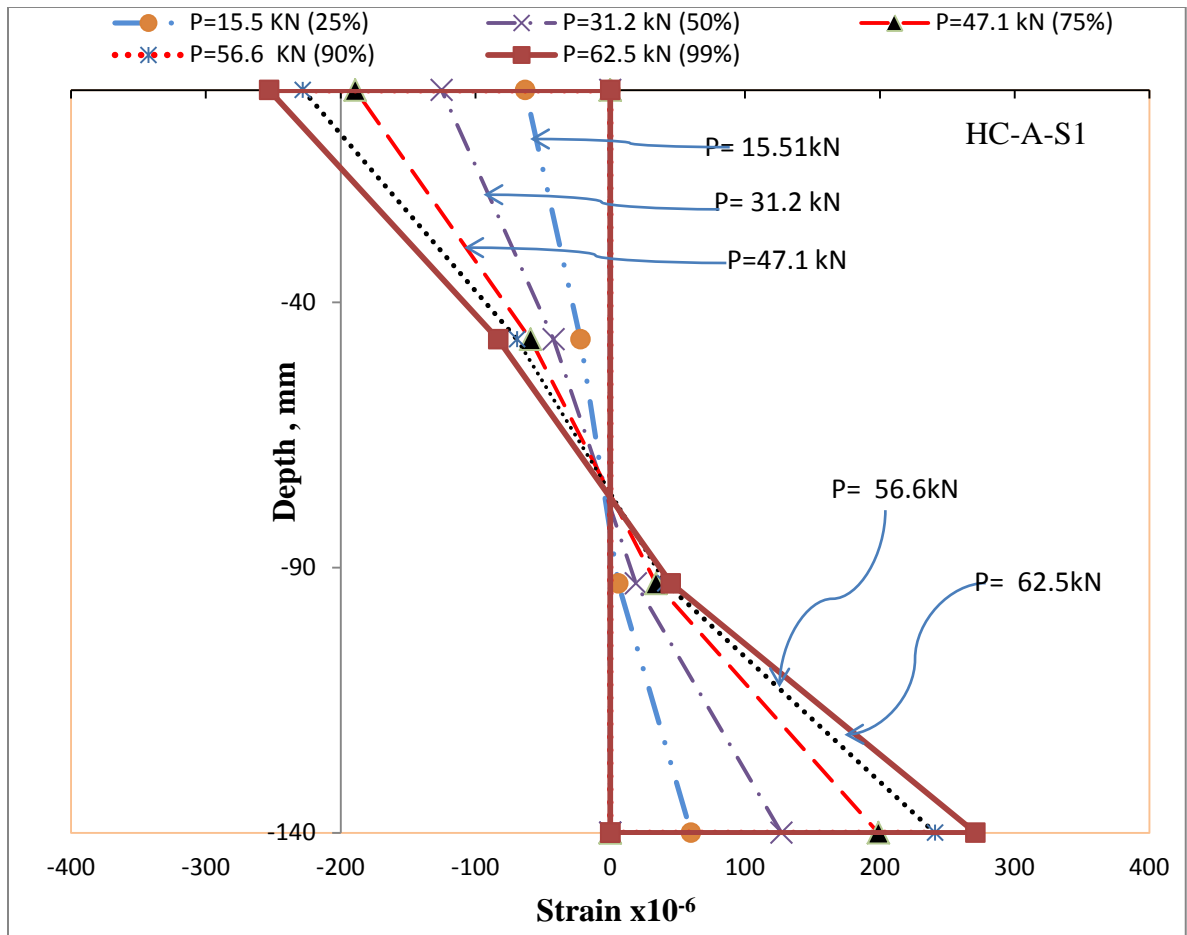 P=15.5 KN (25%) P=31.2 kN (50%) P=47.1 kN (75%)
P=56.6 KN (90%) P=62.5 kN (99%)
HC-A-S1
P= 15.51kN
P= 31.2 kN
P=47.1 kN
-40
Depth , mm
P= 56.6kN
-90
P= 62.5kN
-140
-400 -300 -200 -100 0 100 200 300 400
Strain x10⁻⁶